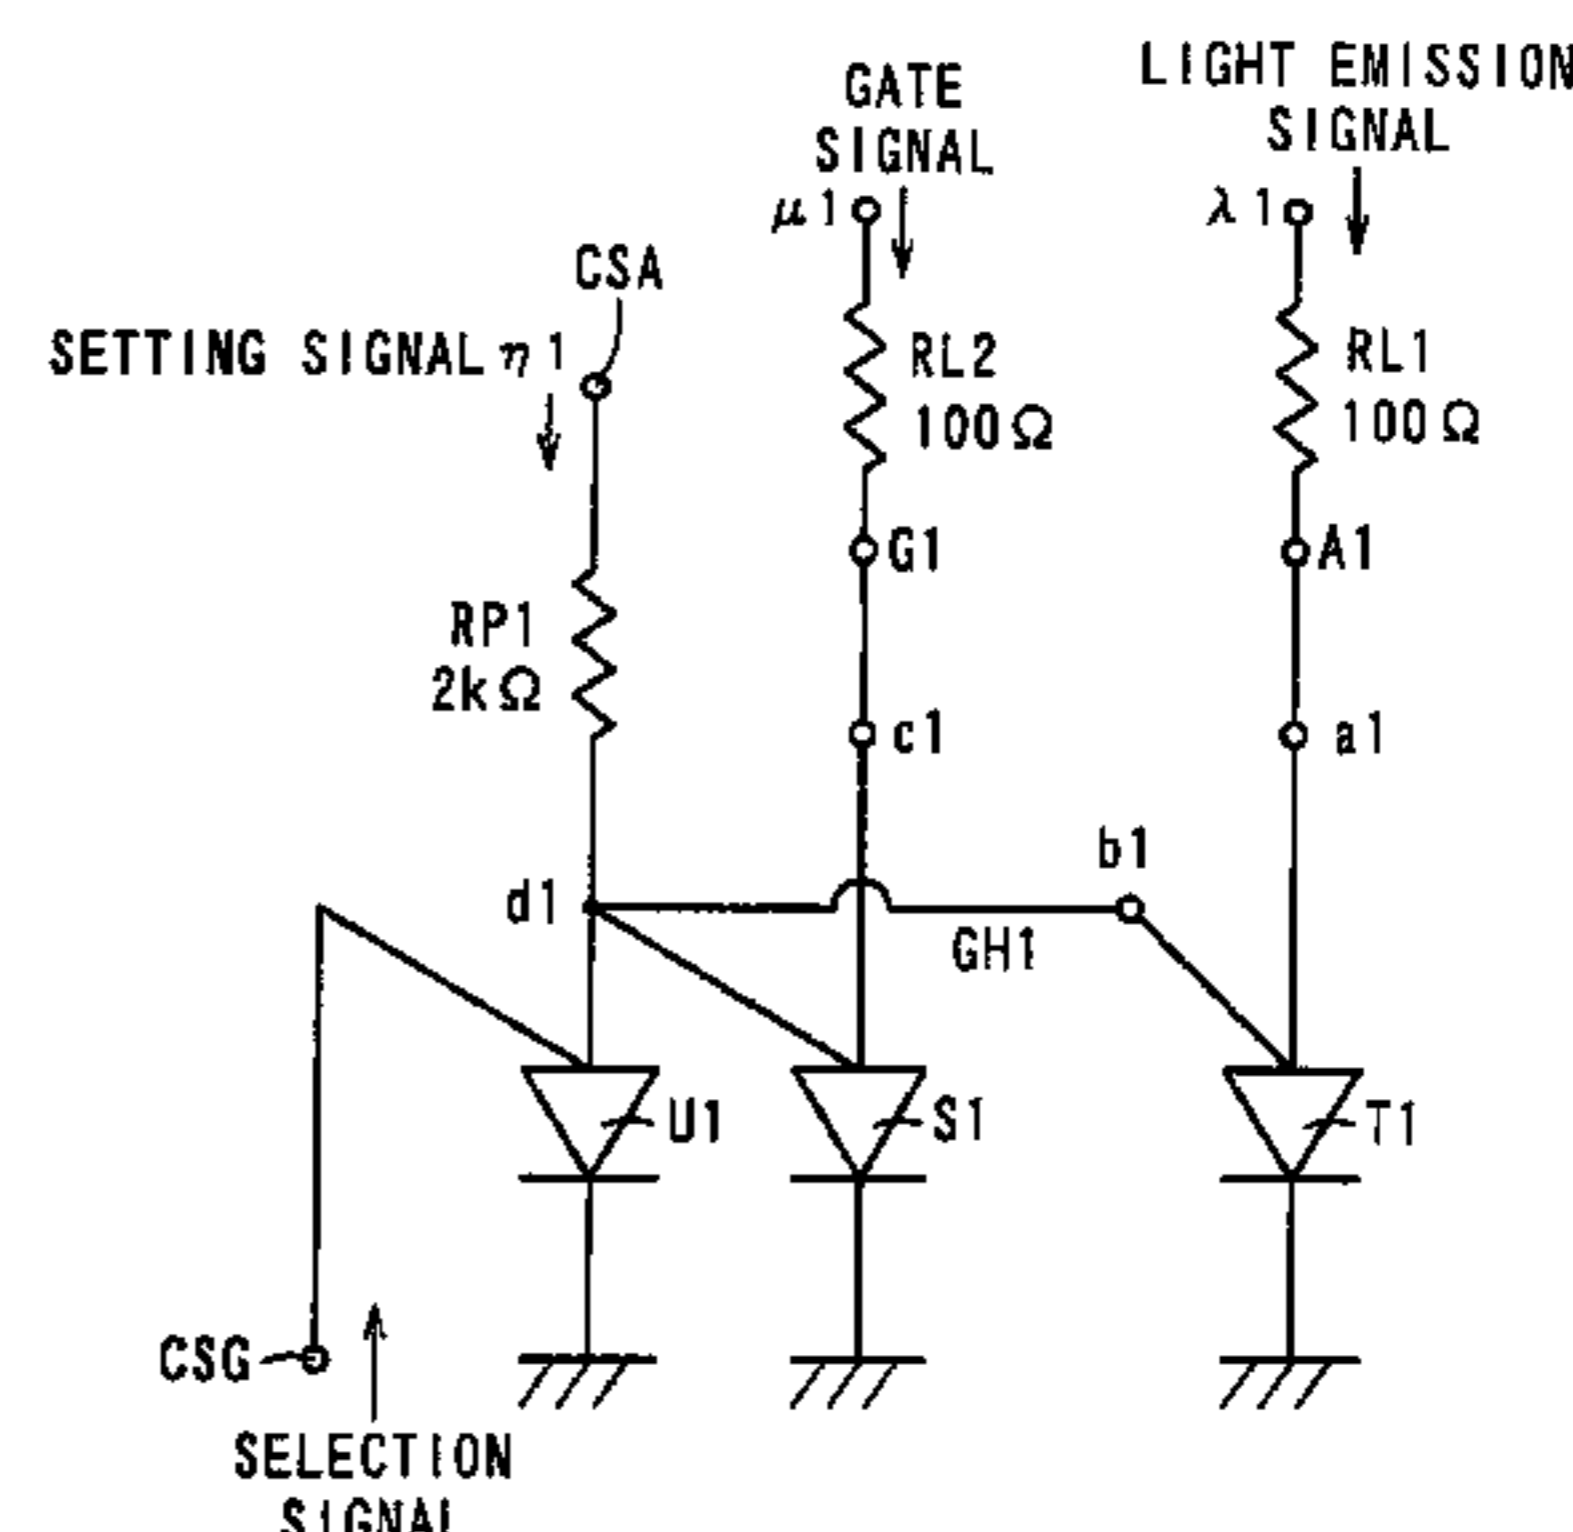 LIGHT EMISSION
SIGNAL
GATE
SIGNAL
μ1
λ1
CSA
SETTING SIGNAL η1
RL2
100Ω
RL1
100Ω
G1
A1
RP1
2kΩ
c1
a1
b1
d1
GH1
U1
S1
T1
CSG
SELECTION
SIGNAL